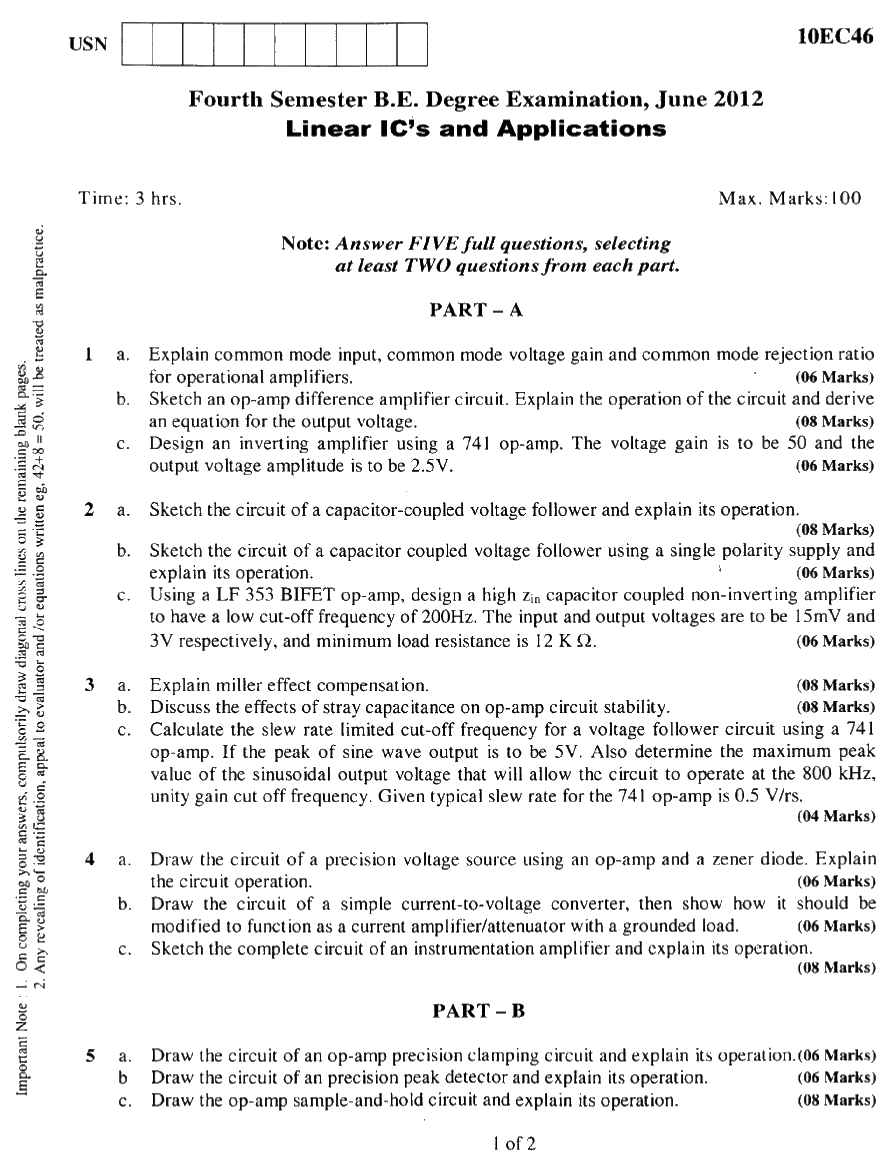 USN
10EC46
Fourth Semester B.E. Degree Examination, June 2012
Linear IC's and Applications
Time: 3 hrs.
Max. Marks:100
Note: Answer FIVE full questions, selecting
at least TWO questions from each part.
PART – A
1 a. Explain common mode input, common mode voltage gain and common mode rejection ratio
for operational amplifiers. (06 Marks)
b. Sketch an op-amp difference amplifier circuit. Explain the operation of the circuit and derive
an equation for the output voltage. (08 Marks)
c. Design an inverting amplifier using a 741 op-amp. The voltage gain is to be 50 and the
output voltage amplitude is to be 2.5V. (06 Marks)
2 a. Sketch the circuit of a capacitor-coupled voltage follower and explain its operation.
(08 Marks)
b. Sketch the circuit of a capacitor coupled voltage follower using a single polarity supply and
explain its operation. (06 Marks)
c. Using a LF 353 BIFET op-amp, design a high zin capacitor coupled non-inverting amplifier
to have a low cut-off frequency of 200Hz. The input and output voltages are to be 15mV and
3V respectively, and minimum load resistance is 12 K Ω. (06 Marks)
3 a. Explain miller effect compensation. (08 Marks)
b. Discuss the effects of stray capacitance on op-amp circuit stability. (08 Marks)
c. Calculate the slew rate limited cut-off frequency for a voltage follower circuit using a 741
op-amp. If the peak of sine wave output is to be 5V. Also determine the maximum peak
value of the sinusoidal output voltage that will allow the circuit to operate at the 800 kHz,
unity gain cut off frequency. Given typical slew rate for the 741 op-amp is 0.5 V/rs.
(04 Marks)
4 a. Draw the circuit of a precision voltage source using an op-amp and a zener diode. Explain
the circuit operation. (06 Marks)
b. Draw the circuit of a simple current-to-voltage converter, then show how it should be
modified to function as a current amplifier/attenuator with a grounded load. (06 Marks)
c. Sketch the complete circuit of an instrumentation amplifier and explain its operation.
(08 Marks)
PART – B
5 a. Draw the circuit of an op-amp precision clamping circuit and explain its operation.(06 Marks)
b Draw the circuit of an precision peak detector and explain its operation. (06 Marks)
c. Draw the op-amp sample-and-hold circuit and explain its operation. (08 Marks)
1 of 2
Important Note : 1. On completing your answers, compulsorily draw diagonal cross lines on the remaining blank pages.
2. Any revealing of identification, appeal to evaluator and /or equations written eg, 42+8 = 50, will be treated as malpractice.